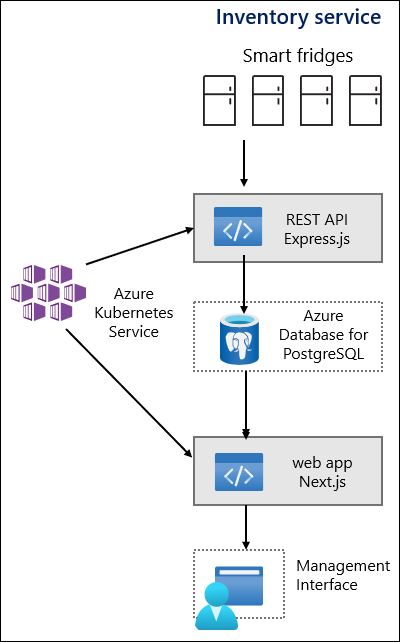 Inventory service
Smart fridges
REST API
Express.js
Azure
Kubernetes
Service
Azure
Database for
PostgreSQL
web app
Next.js
Management
Interface